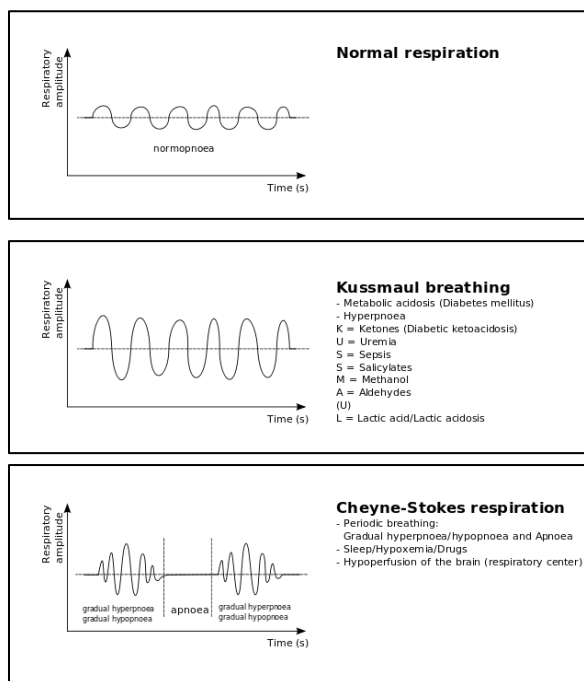 Normal respiration
Respiratory
amplitude
normopnoea
Time (s)
Kussmaul breathing
- Metabolic acidosis (Diabetes mellitus)
- Hyperpnoea
K = Ketones (Diabetic ketoacidosis)
U = Uremia
S = Sepsis
S = Salicylates
M = Methanol
A = Aldehydes
(U)
L = Lactic acid/Lactic acidosis
Respiratory
amplitude
Time (s)
Cheyne-Stokes respiration
- Periodic breathing:
Gradual hyperpnoea/hypopnoea and Apnoea
- Sleep/Hypoxemia/Drugs
- Hypoperfusion of the brain (respiratory center)
Respiratory
amplitude
gradual hyperpnoea
gradual hypopnoea
apnoea
gradual hyperpnoea
gradual hypopnoea
Time (s)